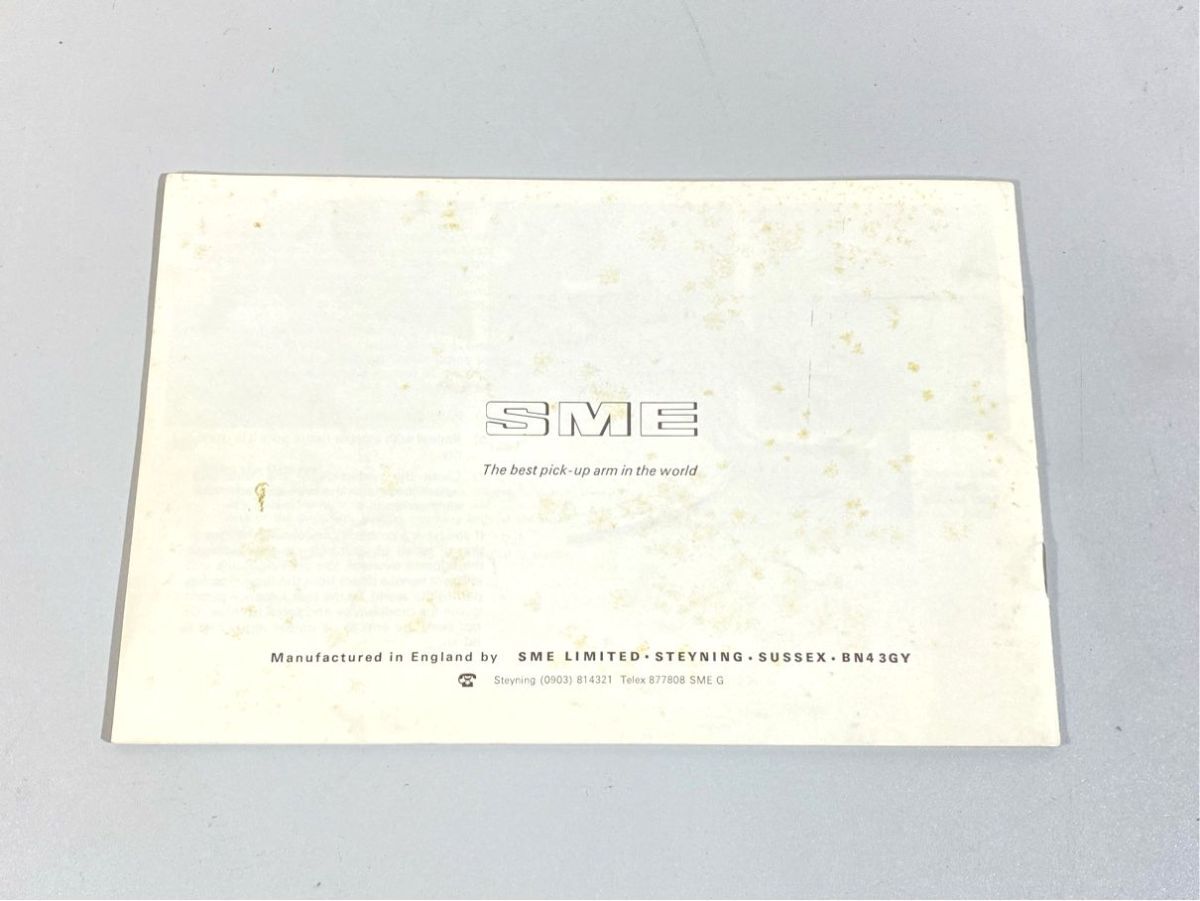 SME
The best pick-up arm in the world
Manufactured in England by SME LIMITED • STEYNING • SUSSEX • BN4 3GY
☎ Steyning (0903) 814321 Telex 877808 SME G